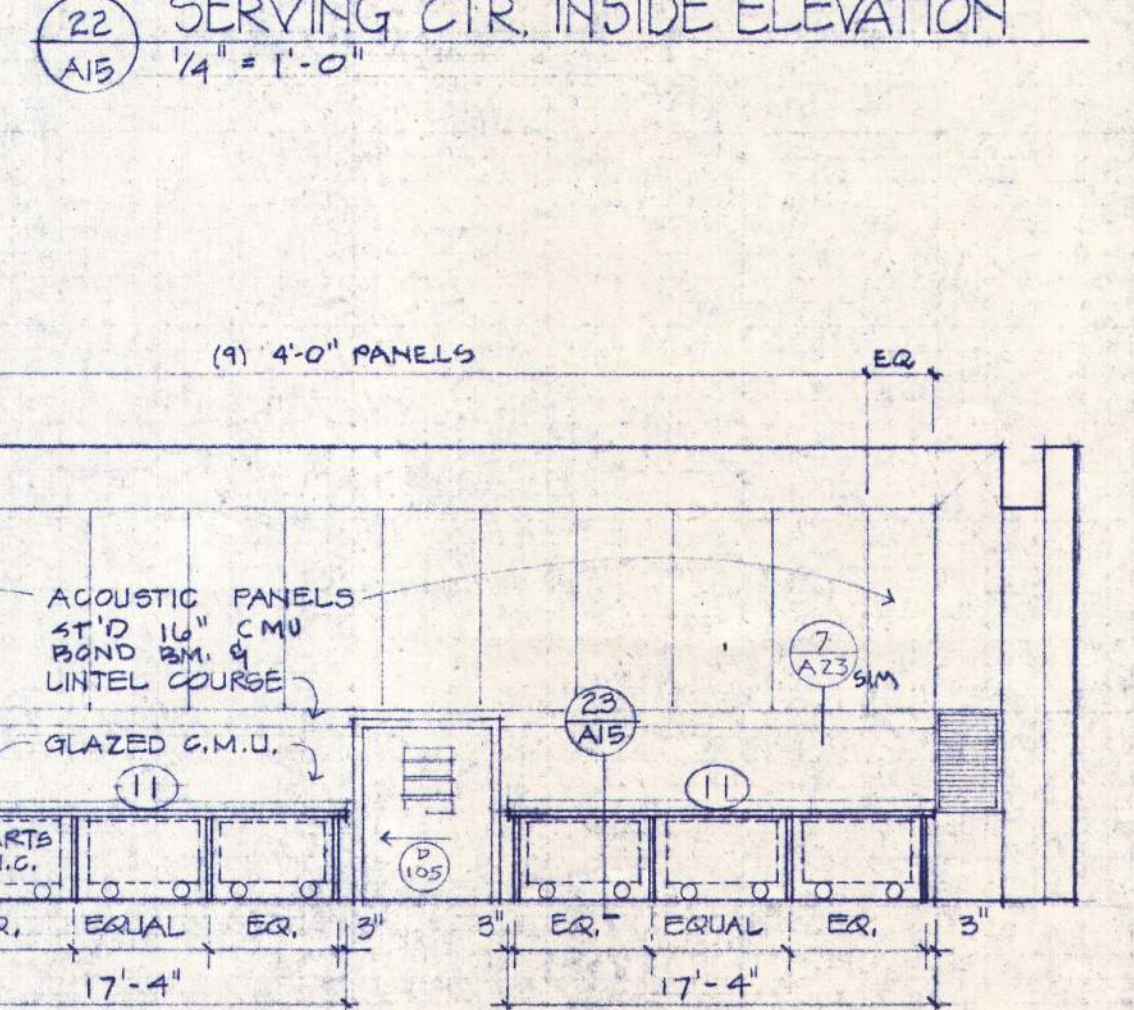 22
A15
SERVING CTR. INSIDE ELEVATION
1/4" = 1'-0"
(9) 4'-0" PANELS
EQ
ACOUSTIC PANELS
ST'D 16" CMU
BOND BM. &
LINTEL COURSE
GLAZED C.M.U.
7
A23
SIM
23
A15
11
11
ARTS
I.C.
D
105
Q.
EQUAL
EQ.
3"
3"
EQ.
EQUAL
EQ.
3"
17'-4"
17'-4"